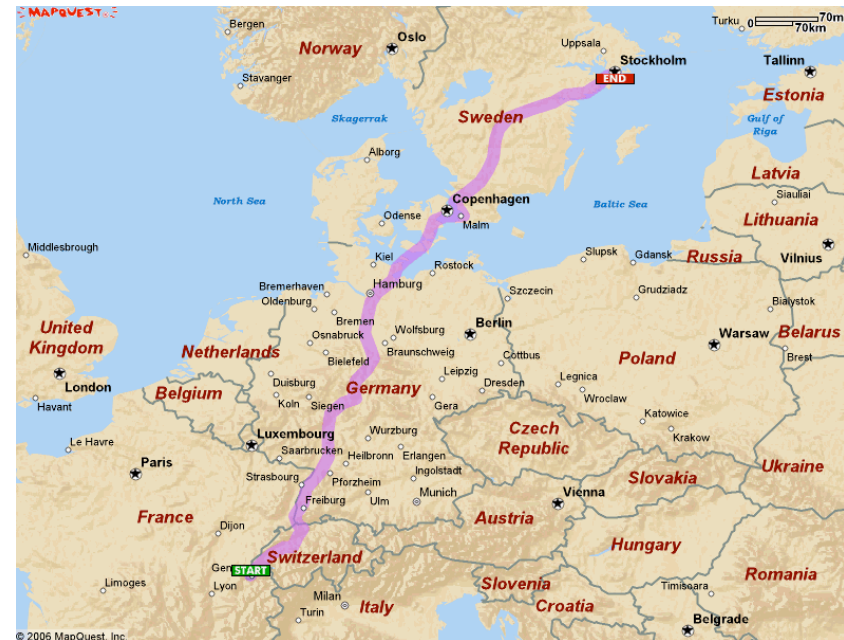 MAPQUEST
Bergen
Oslo
Turku
0 70m
70km
Norway
Uppsala
Stockholm
END
Tallinn
Stavanger
Estonia
Skagerrak
Sweden
Gulf of
Riga
Alborg
Latvia
Siauliai
North Sea
Copenhagen
Baltic Sea
Odense
Malm
Lithuania
Middlesbrough
Kiel
Slupsk
Gdansk
Russia
Vilnius
Rostock
Bremerhaven
Hamburg
Szczecin
Grudziadz
Oldenburg
Bialystok
Bremen
United
Kingdom
Osnabruck
Wolfsburg
Berlin
Warsaw
Belarus
Netherlands
Braunschweig
Bielefeld
Cottbus
Poland
Brest
London
Duisburg
Leipzig
Legnica
Belgium
Germany
Dresden
Wroclaw
Havant
Koln
Siegen
Gera
Katowice
Luxembourg
Wurzburg
Czech
Republic
Krakow
Le Havre
Saarbrucken
Heilbronn
Erlangen
Paris
Strasbourg
Pforzheim
Ingolstadt
Slovakia
Ukraine
Freiburg
Ulm
Munich
Vienna
France
Dijon
Austria
Switzerland
Hungary
Gen
START
Limoges
Lyon
Slovenia
Timisoara
Romania
Milan
Turin
Italy
Croatia
Belgrade
© 2006 MapQuest, Inc.